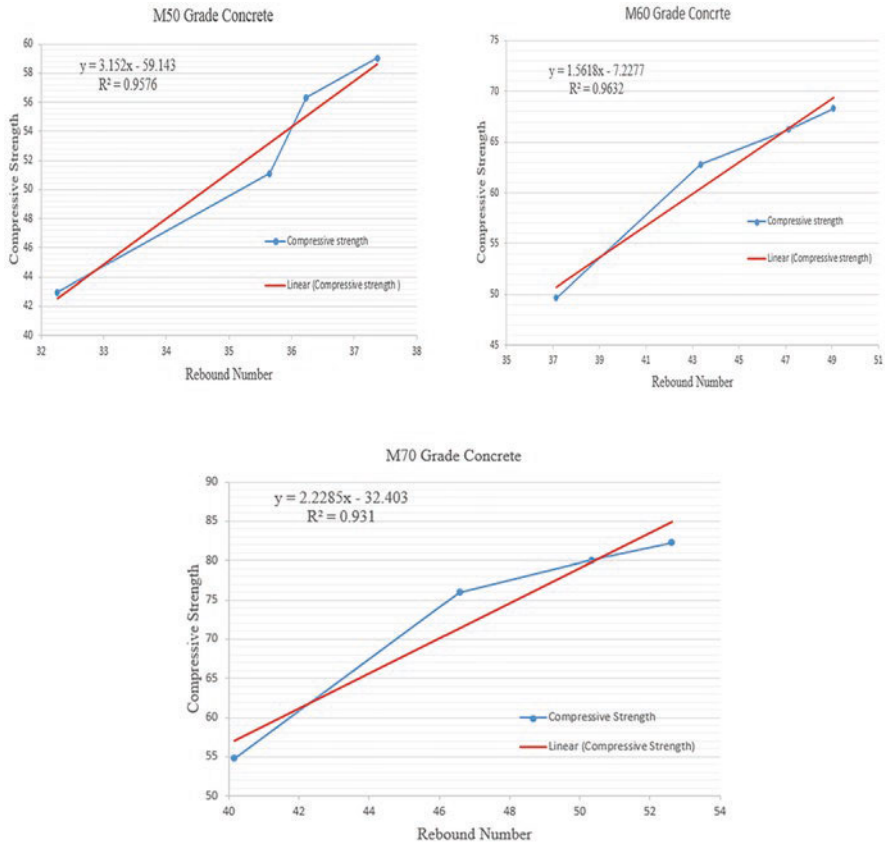 M50 Grade Concrete
y = 3.152x - 59.143
R² = 0.9576
Compressive Strength
60
58
56
54
52
50
48
46
44
42
40
32
33
34
35
36
37
38
Rebound Number
Compressive strength
Linear (Compressive strength )
M60 Grade Concrte
y = 1.5618x - 7.2277
R² = 0.9632
Compressive Strength
75
70
65
60
55
50
45
35
37
39
41
43
45
47
49
51
Rebound Number
Compressive strength
Linear (Compressive strength)
M70 Grade Concrete
y = 2.2285x - 32.403
R² = 0.931
Compressive Strength
90
85
80
75
70
65
60
55
50
40
42
44
46
48
50
52
54
Rebound Number
Compressive Strength
Linear (Compressive Strength)